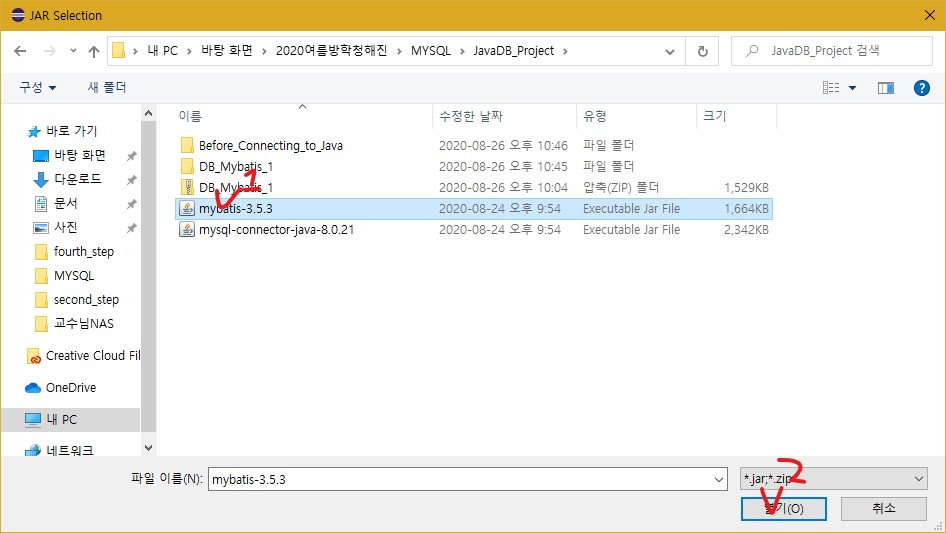 JAR Selection
내 PC > 바탕 화면 > 2020여름방학청해진 > MYSQL > JavaDB_Project >
JavaDB_Project 검색
구성
새 폴더
이름 수정한 날짜 유형 크기
바로 가기
바탕 화면
다운로드
문서
사진
fourth_step
MYSQL
second_step
교수님NAS
Creative Cloud Fil
OneDrive
내 PC
네트워크
Before_Connecting_to_Java 2020-08-26 오후 10:46 파일 폴더
DB_Mybatis_1 2020-08-26 오후 10:45 파일 폴더
DB_Mybatis_1 2020-08-26 오후 10:04 압축(ZIP) 폴더 1,529KB
1
mybatis-3.5.3 2020-08-24 오후 9:54 Executable Jar File 1,664KB
mysql-connector-java-8.0.21 2020-08-24 오후 9:54 Executable Jar File 2,342KB
파일 이름(N): mybatis-3.5.3
*.jar;*.zip
2
열기(O)
취소